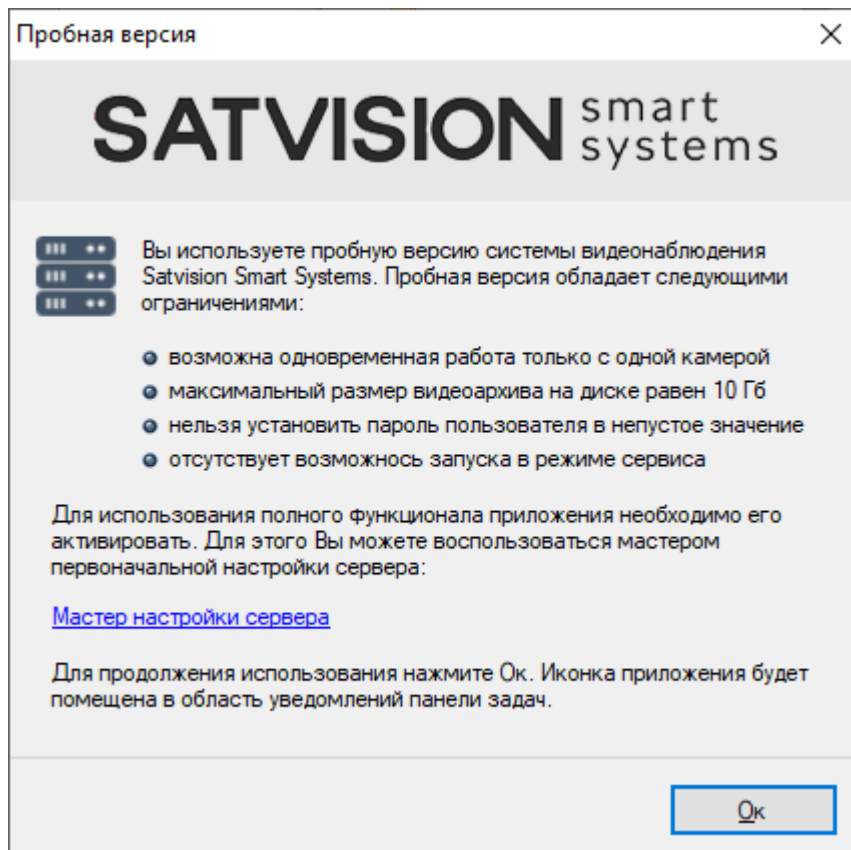 Пробная версия
SATVISION smart systems
Вы используете пробную версию системы видеонаблюдения
Satvision Smart Systems. Пробная версия обладает следующими
ограничениями:
возможна одновременная работа только с одной камерой
максимальный размер видеоархива на диске равен 10 Гб
нельзя установить пароль пользователя в непустое значение
отсутствует возможнось запуска в режиме сервиса
Для использования полного функционала приложения необходимо его
активировать. Для этого Вы можете воспользоваться мастером
первоначальной настройки сервера:
Мастер настройки сервера
Для продолжения использования нажмите Ок. Иконка приложения будет
помещена в область уведомлений панели задач.
Ок